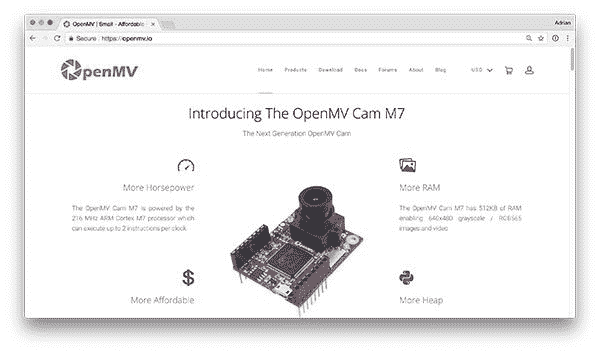 OpenMV | Small - Affordable
Adrian
Secure https://openmv.io
OpenMV
Home Products Download Docs Forums About Blog USD
Introducing The OpenMV Cam M7
The Next Generation OpenMV Cam
More Horsepower
The OpenMV Cam M7 is powered by the
216 MHz ARM Cortex M7 processor which
can execute up to 2 instructions per clock.
More RAM
The OpenMV Cam M7 has 512KB of RAM
enabling 640x480 grayscale / RGB565
images and video
More Affordable
More Heap